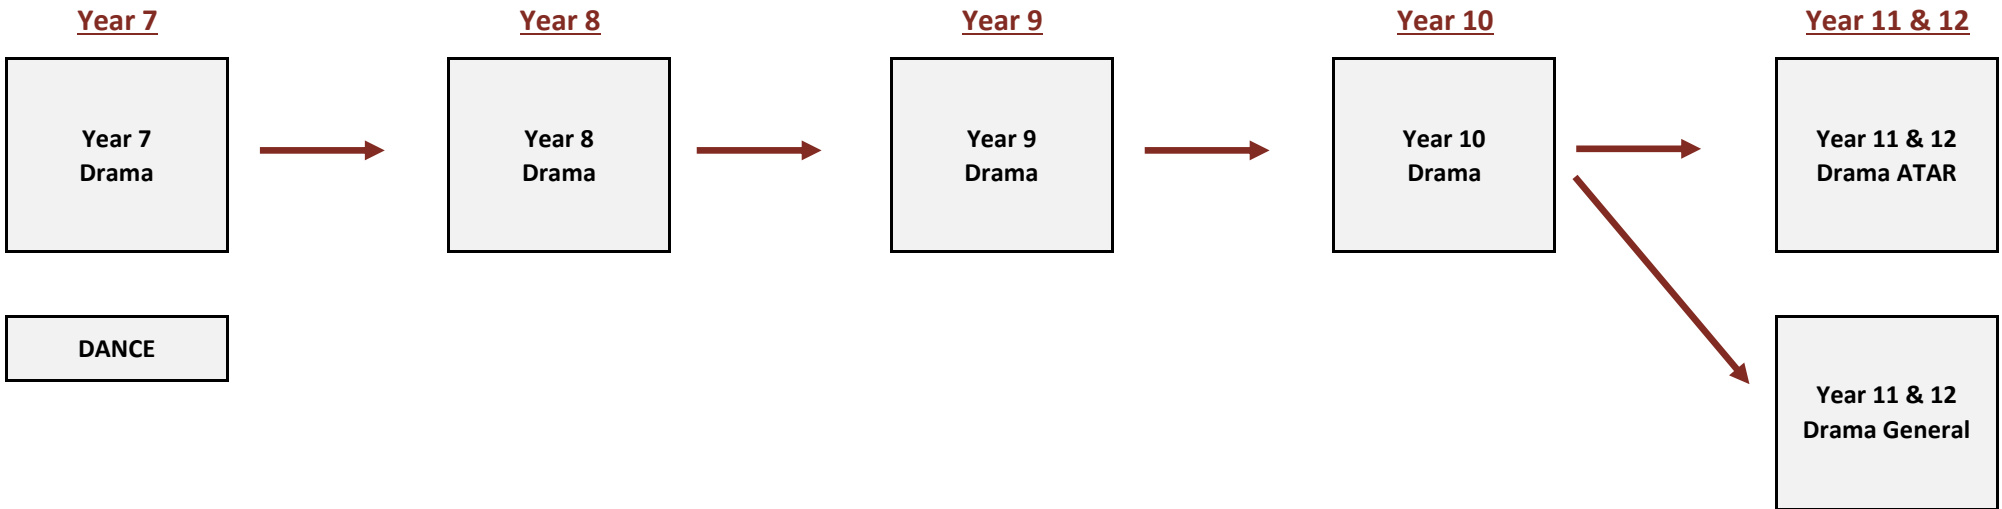 Year 7
Year 8
Year 9
Year 10
Year 11 & 12
Year 7
Drama
Year 8
Drama
Year 9
Drama
Year 10
Drama
Year 11 & 12
Drama ATAR
DANCE
Year 11 & 12
Drama General